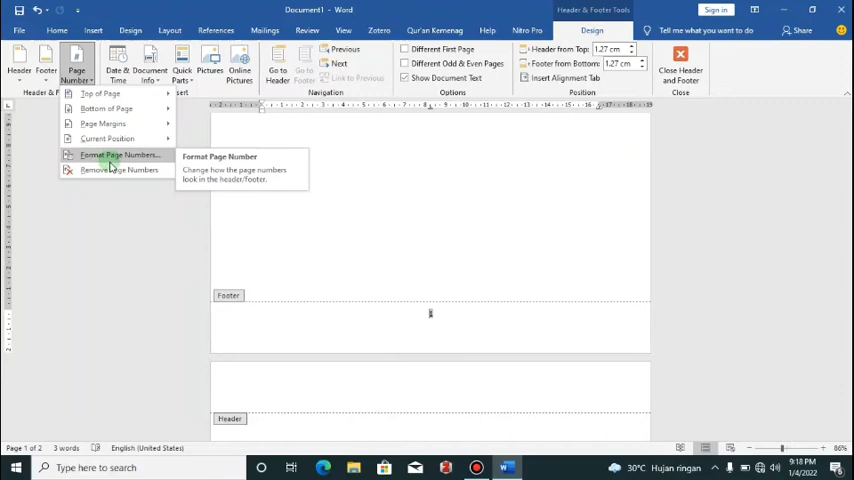 Document1 - Word
Header & Footer Tools
Sign in
File
Home
Insert
Draw
Design
Layout
References
Mailings
Review
View
Zotero
Qur'an Kemenag
Help
Nitro Pro
Design
Tell me what you want to do
Share
Header
Footer
Page Number
Date & Time
Document Info
Quick Parts
Pictures
Online Pictures
Go to Header
Go to Footer
Previous
Next
Link to Previous
Different First Page
Different Odd & Even Pages
Show Document Text
Header from Top: 1.27 cm
Footer from Bottom: 1.27 cm
Insert Alignment Tab
Close Header and Footer
Header & F
nsert
Navigation
Options
Position
Close
Top of Page
Bottom of Page
Page Margins
Current Position
Format Page Numbers...
Remove Page Numbers
Format Page Number
Change how the page numbers
look in the header/footer.
Footer
Header
Page 1 of 2
3 words
English (United States)
86%
Type here to search
30°C Hujan ringan
9:18 PM
1/4/2022